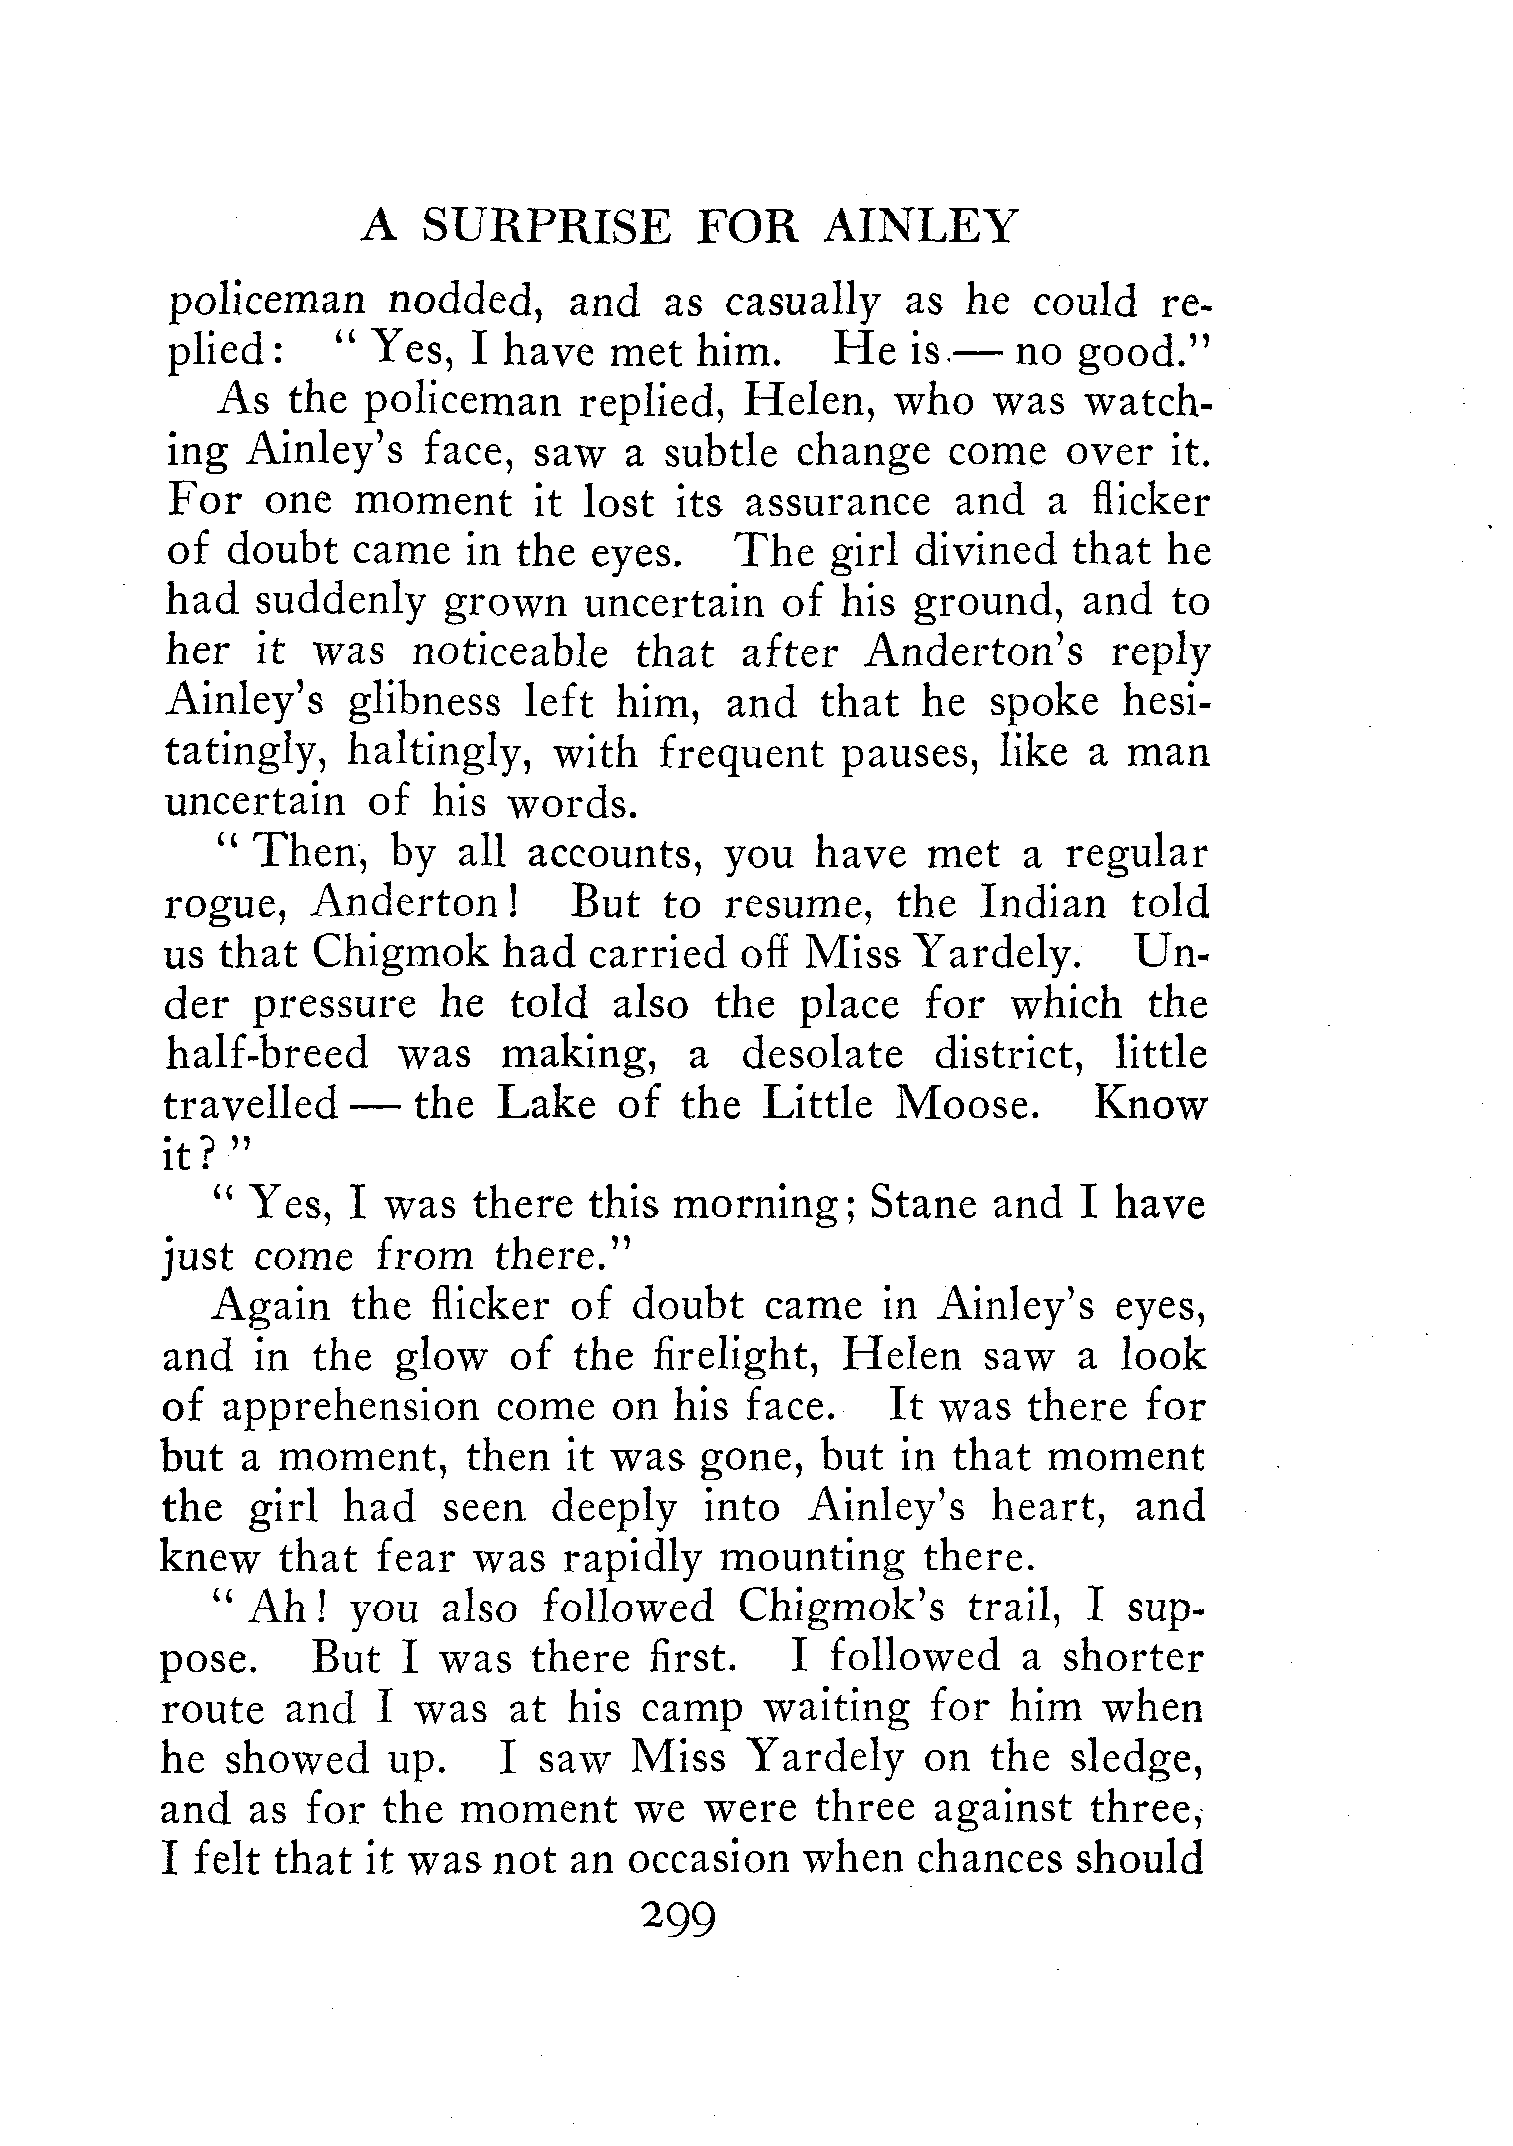 A SURPRISE FOR AINLEY
policeman nodded, and as casually as he could re-
plied: “ Yes, I have met him. He is — no good.”
As the policeman replied, Helen, who was watch-
ing Ainley’s face, saw a subtle change come over it.
For one moment it lost its assurance and a flicker
of doubt came in the eyes. The girl divined that he
had suddenly grown uncertain of his ground, and to
her it was noticeable that after Anderton’s reply
Ainley’s glibness left him, and that he spoke hesi-
tatingly, haltingly, with frequent pauses, like a man
uncertain of his words.
“ Then, by all accounts, you have met a regular
rogue, Anderton! But to resume, the Indian told
us that Chigmok had carried off Miss Yardely. Un-
der pressure he told also the place for which the
half-breed was making, a desolate district, little
travelled — the Lake of the Little Moose. Know
it? ”
“ Yes, I was there this morning; Stane and I have
just come from there.”
Again the flicker of doubt came in Ainley’s eyes,
and in the glow of the firelight, Helen saw a look
of apprehension come on his face. It was there for
but a moment, then it was gone, but in that moment
the girl had seen deeply into Ainley’s heart, and
knew that fear was rapidly mounting there.
“ Ah! you also followed Chigmok’s trail, I sup-
pose. But I was there first. I followed a shorter
route and I was at his camp waiting for him when
he showed up. I saw Miss Yardely on the sledge,
and as for the moment we were three against three,
I felt that it was not an occasion when chances should
299